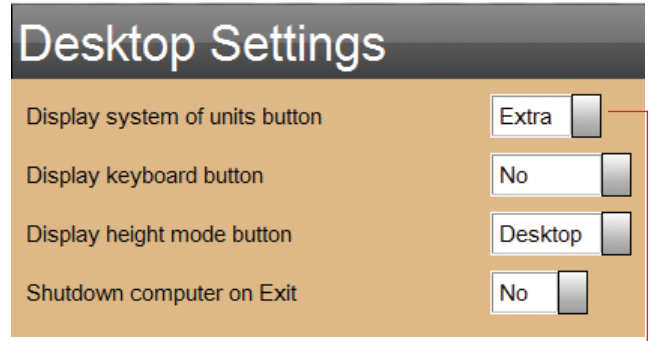 Desktop Settings
Display system of units button Extra
Display keyboard button No
Display height mode button Desktop
Shutdown computer on Exit No